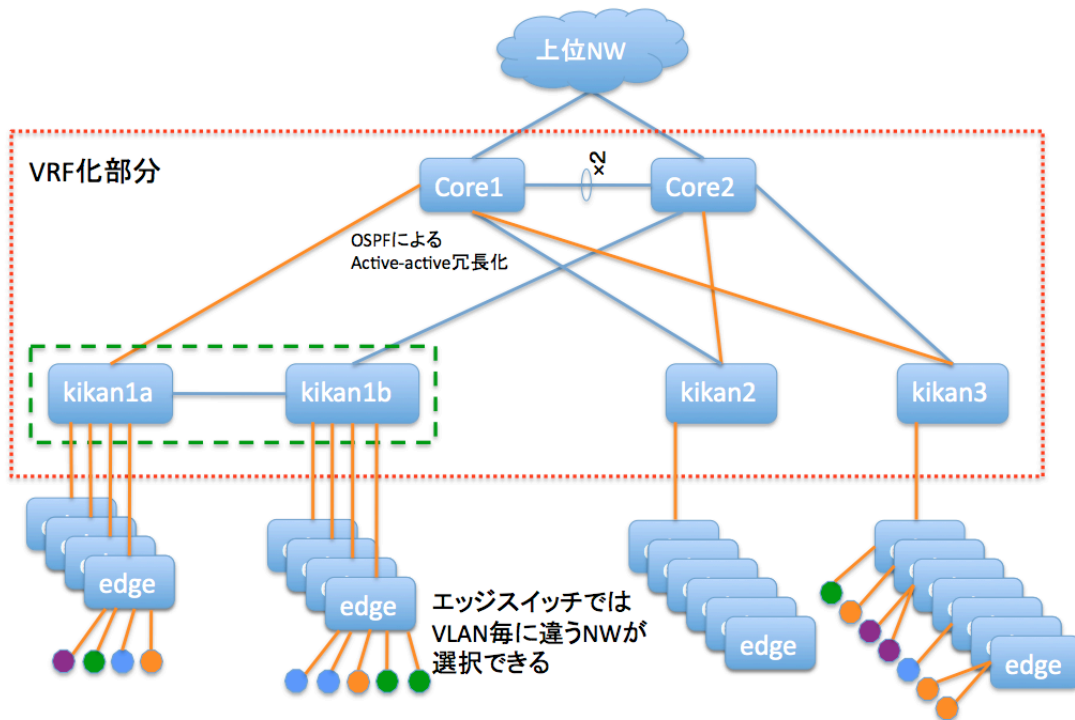 上位NW
VRF化部分
Core1
×2
Core2
OSPFによる
Active-active冗長化
kikan1a
kikan1b
kikan2
kikan3
edge
edge
エッジスイッチでは
VLAN毎に違うNWが
選択できる
edge
edge